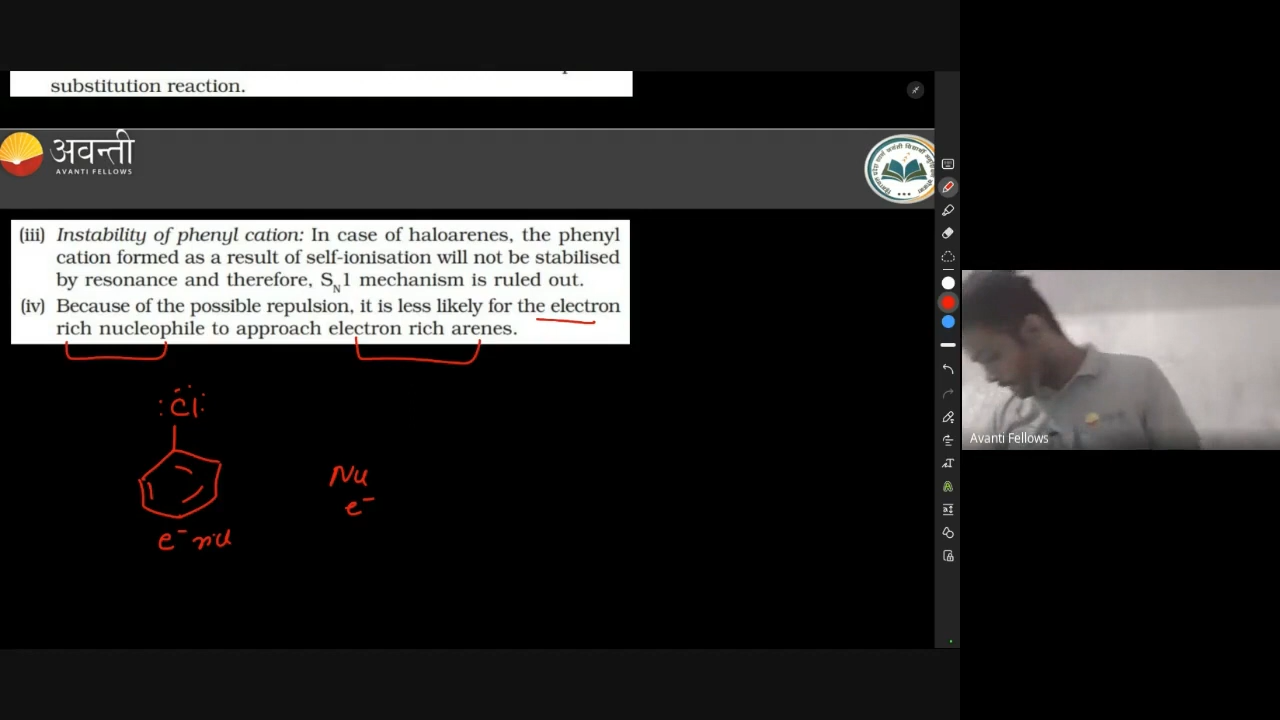 substitution reaction.
अवन्ती
AVANTI FELLOWS
(iii) Instability of phenyl cation: In case of haloarenes, the phenyl
cation formed as a result of self-ionisation will not be stabilised
by resonance and therefore, SN1 mechanism is ruled out.
(iv) Because of the possible repulsion, it is less likely for the electron
rich nucleophile to approach electron rich arenes.
:Cl:
Nu
e⁻
e⁻ rich
Avanti Fellows